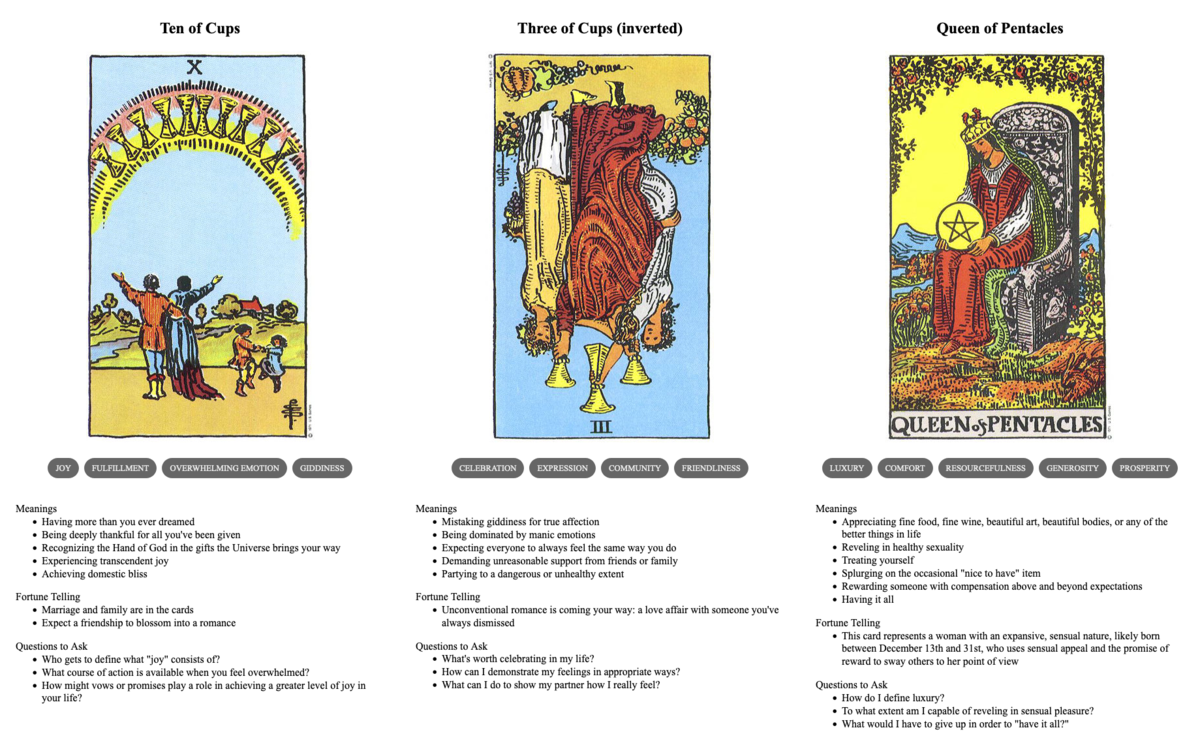 Ten of Cups
X
JOY
FULFILLMENT
OVERWHELMING EMOTION
GIDDINESS
Meanings
• Having more than you ever dreamed
• Being deeply thankful for all you've been given
• Recognizing the Hand of God in the gifts the Universe brings your way
• Experiencing transcendent joy
• Achieving domestic bliss
Fortune Telling
• Marriage and family are in the cards
• Expect a friendship to blossom into a romance
Questions to Ask
• Who gets to define what "joy" consists of?
• What course of action is available when you feel overwhelmed?
• How might vows or promises play a role in achieving a greater level of joy in
your life?
Three of Cups (inverted)
III
CELEBRATION
EXPRESSION
COMMUNITY
FRIENDLINESS
Meanings
• Mistaking giddiness for true affection
• Being dominated by manic emotions
• Expecting everyone to always feel the same way you do
• Demanding unreasonable support from friends or family
• Partying to a dangerous or unhealthy extent
Fortune Telling
• Unconventional romance is coming your way: a love affair with someone you've
always dismissed
Questions to Ask
• What's worth celebrating in my life?
• How can I demonstrate my feelings in appropriate ways?
• What can I do to show my partner how I really feel?
Queen of Pentacles
QUEEN of PENTACLES
LUXURY
COMFORT
RESOURCEFULNESS
GENEROSITY
PROSPERITY
Meanings
• Appreciating fine food, fine wine, beautiful art, beautiful bodies, or any of the
better things in life
• Reveling in healthy sexuality
• Treating yourself
• Splurging on the occasional "nice to have" item
• Rewarding someone with compensation above and beyond expectations
• Having it all
Fortune Telling
• This card represents a woman with an expansive, sensual nature, likely born
between December 13th and 31st, who uses sensual appeal and the promise of
reward to sway others to her point of view
Questions to Ask
• How do I define luxury?
• To what extent am I capable of reveling in sensual pleasure?
• What would I have to give up in order to "have it all?"